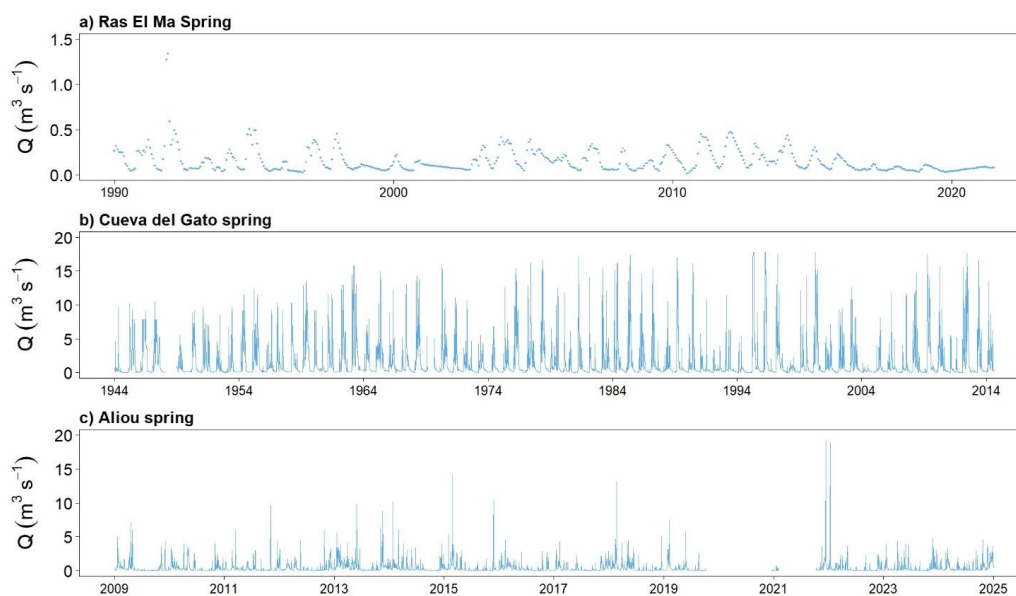 a) Ras El Ma Spring
1.5
1.0
0.5
0.0
Q (m³ s⁻¹)
1990 2000 2010 2020
b) Cueva del Gato spring
20
15
10
5
0
Q (m³ s⁻¹)
1944 1954 1964 1974 1984 1994 2004 2014
c) Aliou spring
20
15
10
5
0
Q (m³ s⁻¹)
2009 2011 2013 2015 2017 2019 2021 2023 2025